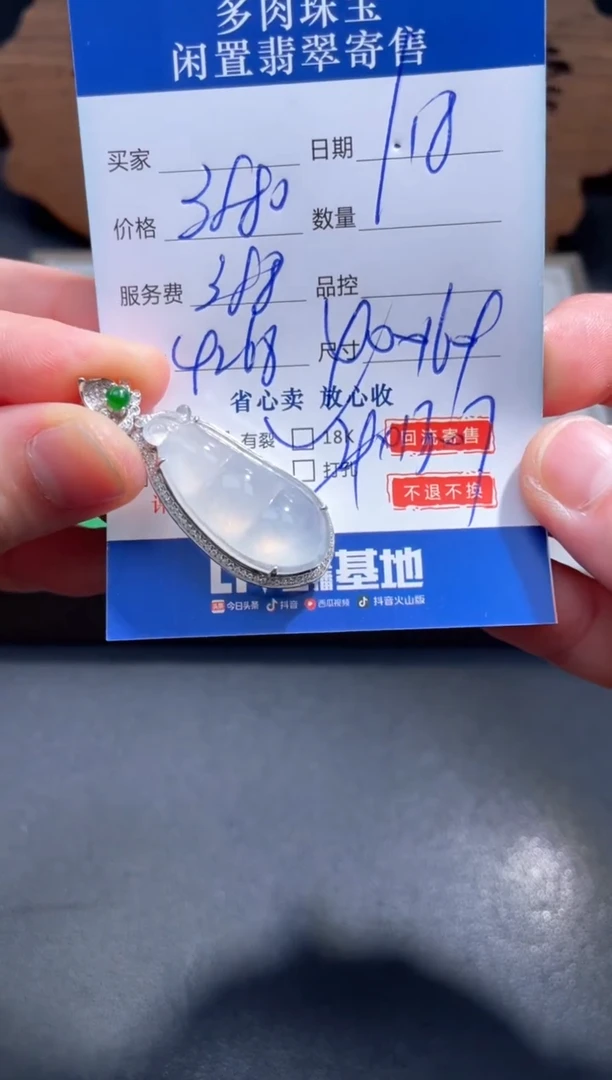 多肉珠宝
闲置翡翠寄售
买家 日期 1.18
价格 3880 数量
服务费 388 品控
4268 尺寸
省心卖 放心收
有裂 18K 回流寄售
打孔
不退不换
播基地
今日头条 抖音 西瓜视频 抖音火山版